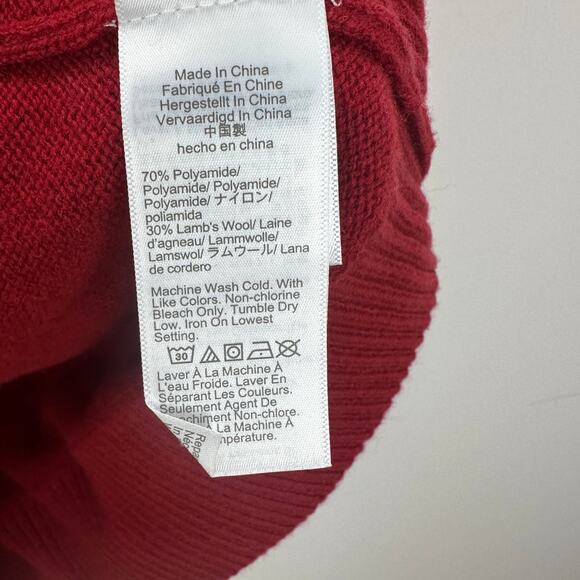 Made In China
Fabriqué En Chine
Hergestellt In China
Vervaardigd In China
中国製
hecho en china
70% Polyamide/
Polyamide/ Polyamide/
Polyamide/ ナイロン/
poliamida
30% Lamb's Wool/ Laine
d'agneau/ Lammwolle/
Lamswol/ ラムウール/ Lana
de cordero
Machine Wash Cold. With
Like Colors. Non-chlorine
Bleach Only. Tumble Dry
Low. Iron On Lowest
Setting.
30
Laver À La Machine À
L'eau Froide. Laver En
Séparant Les Couleurs.
Seulement Agent De
Non-chlore.
À La Machine À